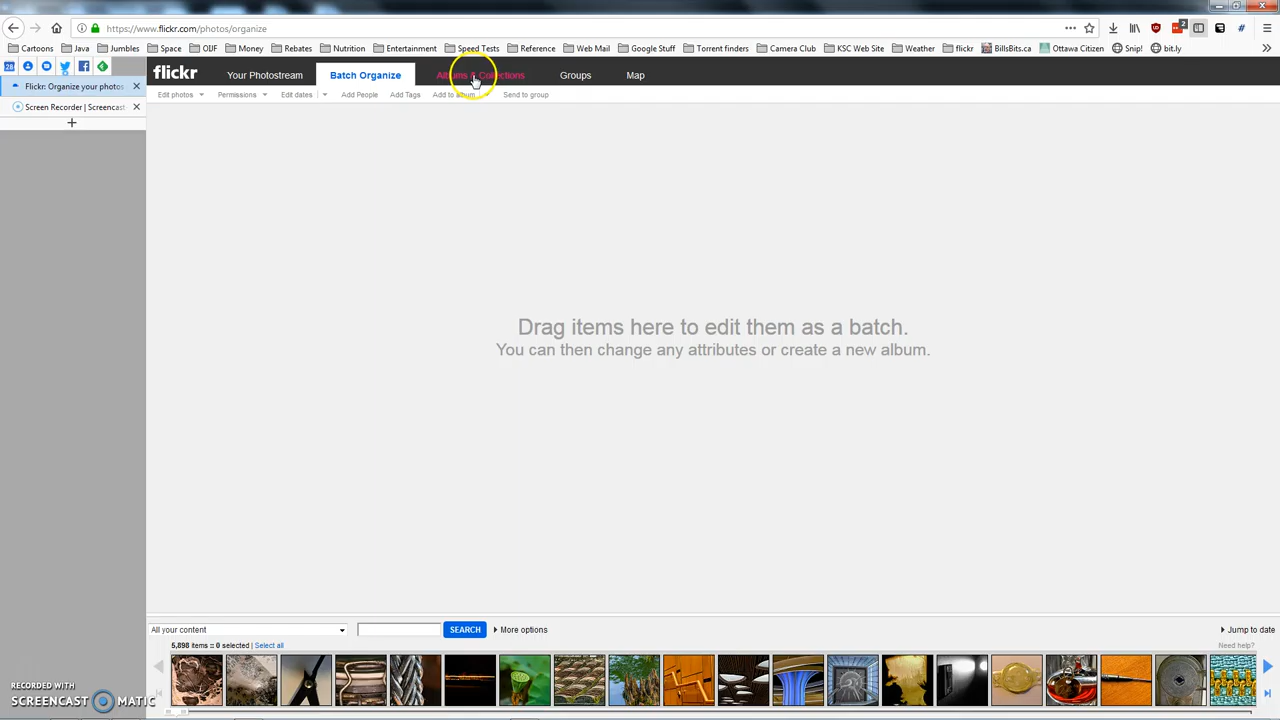 https://www.flickr.com/photos/organize
Cartoons Java Jumbles Space ODF Money Rebates Nutrition Entertainment Speed Tests Reference Web Mail Google Stuff Torrent finders Camera Club KSC Web Site Weather flickr BillsBits.ca Ottawa Citizen Snip! bit.ly
28
2
Flickr: Organize your photos
Screen Recorder | Screencast
flickr Your Photostream Batch Organize Albums & Collections Groups Map
Edit photos Permissions Edit dates Add People Add Tags Add to album Send to group
Drag items here to edit them as a batch.
You can then change any attributes or create a new album.
All your content SEARCH More options Jump to date
5,898 items :: 0 selected | Select all Need help?
RECORDED WITH
SCREENCAST MATIC